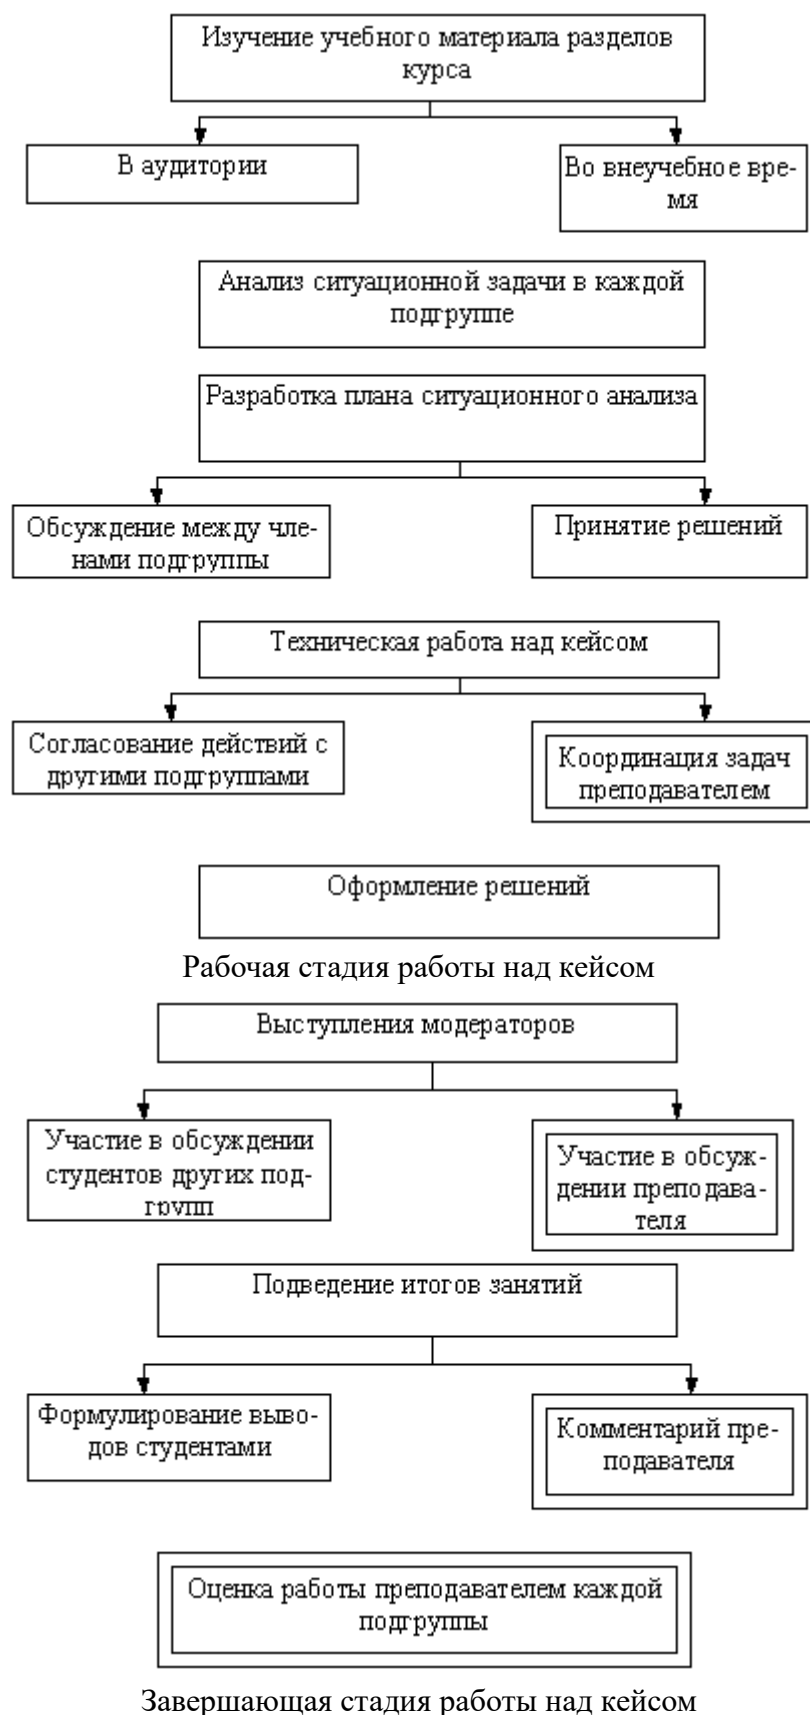 Изучение учебного материала разделов
курса
В аудитории
Во внеучебное вре-
мя
Анализ ситуационной задачи в каждой
подгруппе
Разработка плана ситуационного анализа
Обсуждение между чле-
нами подгруппы
Принятие решений
Техническая работа над кейсом
Согласование действий с
другими подгруппами
Координация задач
преподавателем
Оформление решений
Рабочая стадия работы над кейсом
Выступления модераторов
Участие в обсуждении
студентов других под-
групп
Участие в обсуж-
дении преподава-
теля
Подведение итогов занятий
Формулирование выво-
дов студентами
Комментарий пре-
подавателя
Оценка работы преподавателем каждой
подгруппы
Завершающая стадия работы над кейсом